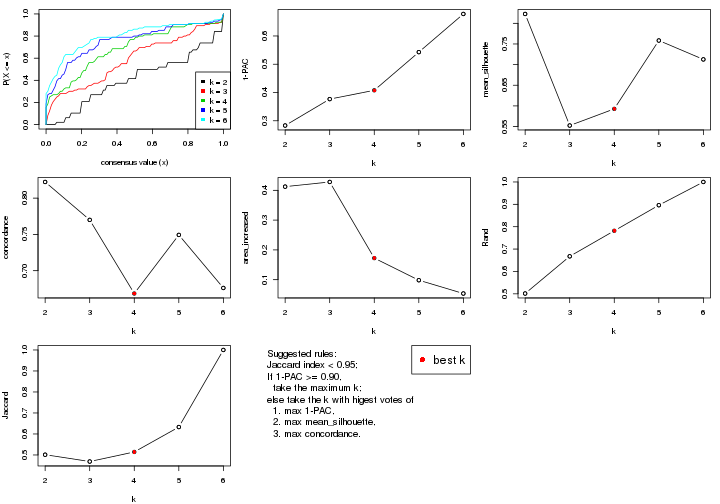 P(X <= x)
0.0 0.2 0.4 0.6 0.8 1.0
0.0 0.2 0.4 0.6 0.8 1.0
consensus value (x)
k = 2
k = 3
k = 4
k = 5
k = 6
1-PAC
0.3 0.4 0.5 0.6
2 3 4 5 6
k
mean_silhouette
0.55 0.65 0.75
2 3 4 5 6
k
concordance
0.70 0.75 0.80
2 3 4 5 6
k
area_increased
0.1 0.2 0.3 0.4
2 3 4 5 6
k
Rand
0.5 0.6 0.7 0.8 0.9 1.0
2 3 4 5 6
k
Jaccard
0.5 0.6 0.7 0.8 0.9 1.0
2 3 4 5 6
k
Suggested rules:
Jaccard index < 0.95;
If 1-PAC >= 0.90,
take the maximum k;
else take the k with higest votes of
1. max 1-PAC,
2. max mean_silhouette,
3. max concordance.
best k